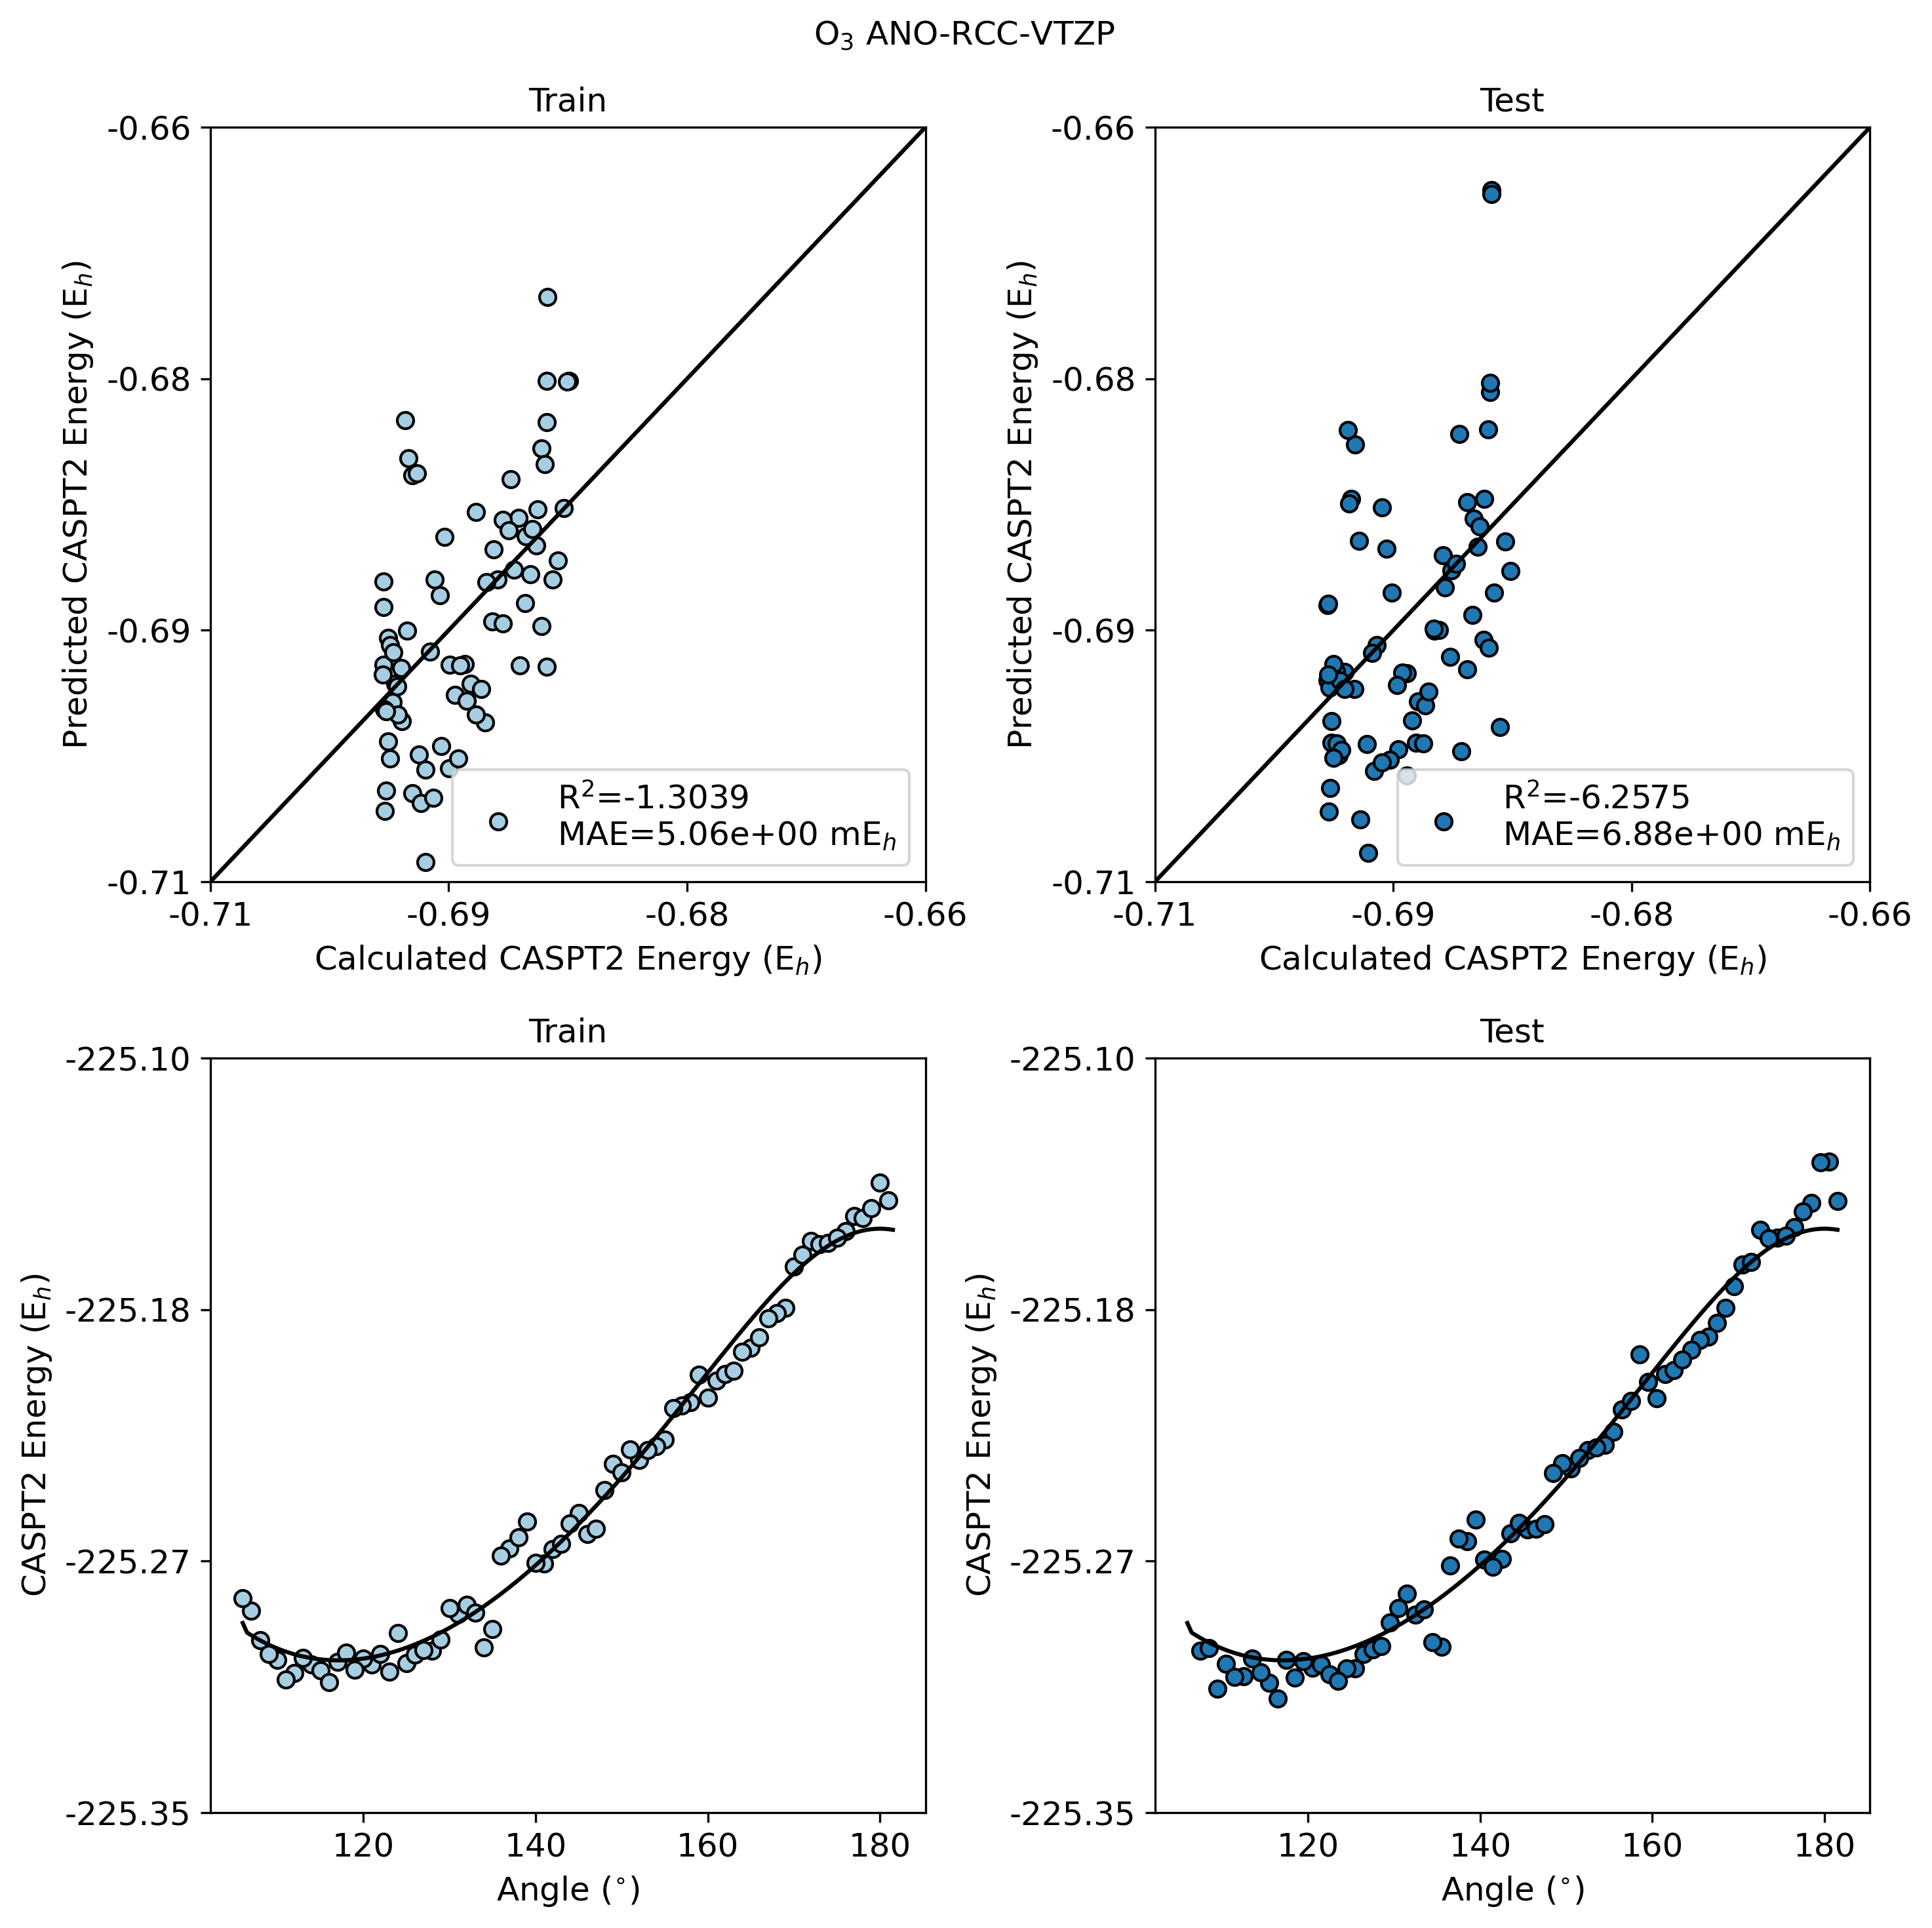 O₃ ANO-RCC-VTZP
Train
-0.66
-0.68
-0.69
-0.71
Predicted CASPT2 Energy (Eₕ)
R²=-1.3039
MAE=5.06e+00 mEₕ
-0.71 -0.69 -0.68 -0.66
Calculated CASPT2 Energy (Eₕ)
Test
-0.66
-0.68
-0.69
-0.71
Predicted CASPT2 Energy (Eₕ)
R²=-6.2575
MAE=6.88e+00 mEₕ
-0.71 -0.69 -0.68 -0.66
Calculated CASPT2 Energy (Eₕ)
Train
-225.10
-225.18
-225.27
-225.35
CASPT2 Energy (Eₕ)
120 140 160 180
Angle (°)
Test
-225.10
-225.18
-225.27
-225.35
CASPT2 Energy (Eₕ)
120 140 160 180
Angle (°)